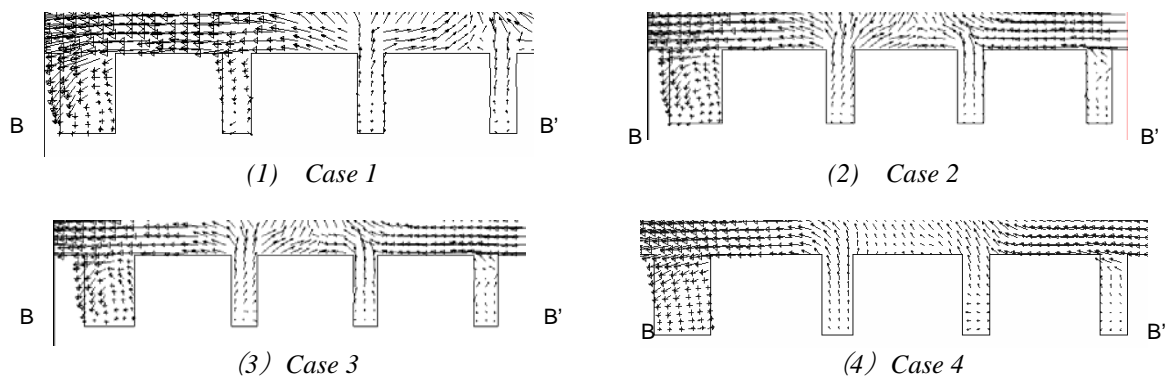 B B'
(1) Case 1
B B'
(2) Case 2
B B'
(3) Case 3
B B'
(4) Case 4